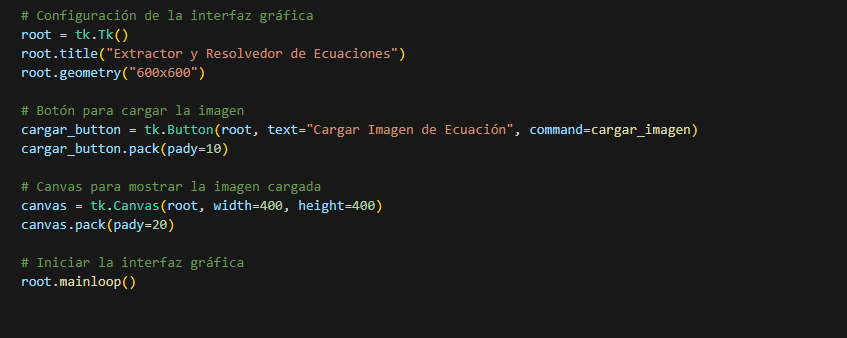 # Configuración de la interfaz gráfica
root = tk.Tk()
root.title("Extractor y Resolvedor de Ecuaciones")
root.geometry("600x600")
# Botón para cargar la imagen
cargar_button = tk.Button(root, text="Cargar Imagen de Ecuación", command=cargar_imagen)
cargar_button.pack(pady=10)
# Canvas para mostrar la imagen cargada
canvas = tk.Canvas(root, width=400, height=400)
canvas.pack(pady=20)
# Iniciar la interfaz gráfica
root.mainloop()